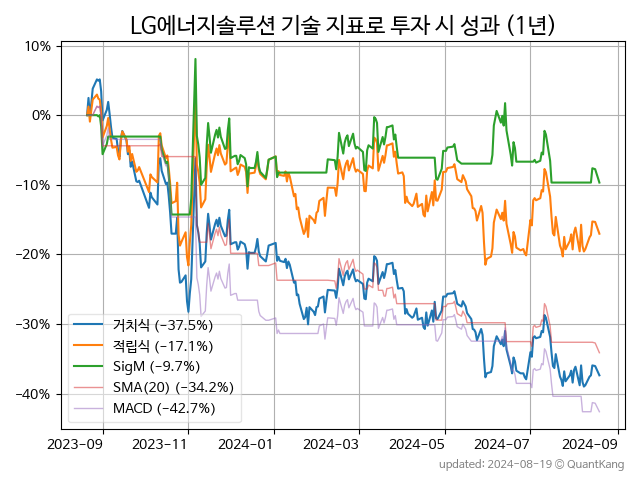 LG에너지솔루션 기술 지표로 투자 시 성과 (1년)
10%
0%
−10%
−20%
−30%
−40%
거치식 (−37.5%)
적립식 (−17.1%)
SigM (−9.7%)
SMA(20) (−34.2%)
MACD (−42.7%)
2023-09 2023-11 2024-01 2024-03 2024-05 2024-07 2024-09
updated: 2024-08-19 © QuantKang